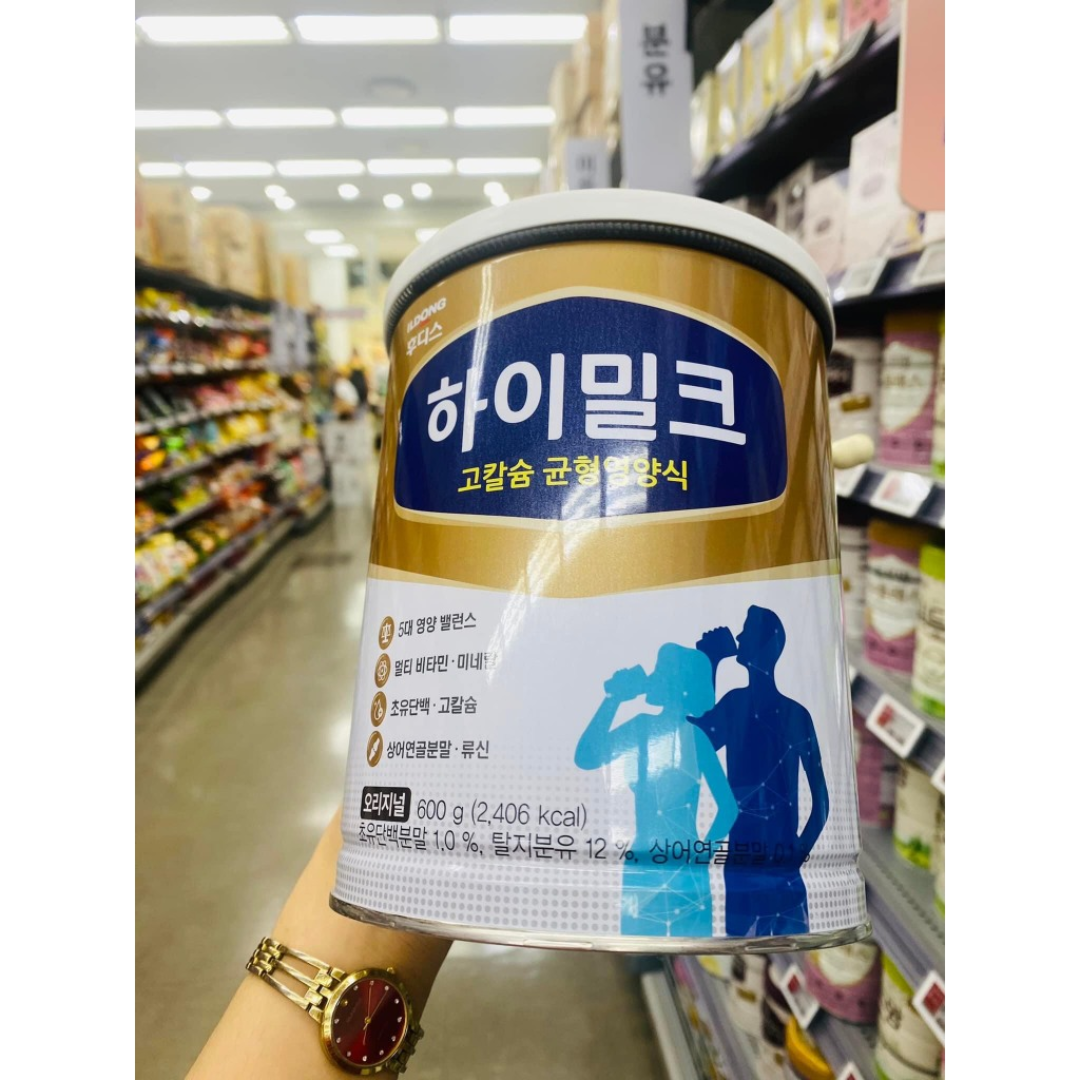 분유
ILDONG
후디스
하이밀크
고칼슘 균형영양식
5대 영양 밸런스
멀티 비타민·미네랄
초유단백·고칼슘
상어연골분말·류신
오리지널 600 g (2,406 kcal)
초유단백분말 1.0 %, 탈지분유 12 %, 상어연골분말